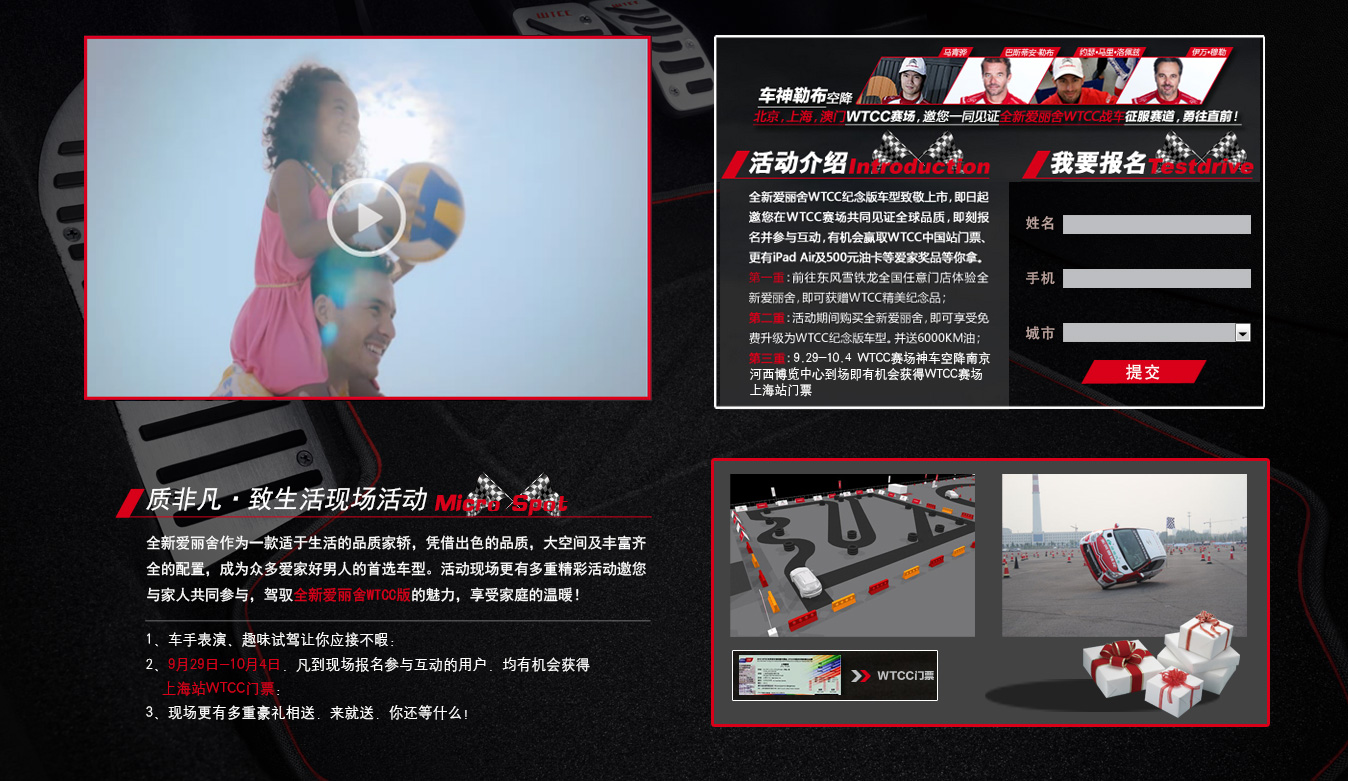 WTCC
马青骅 巴斯蒂安·勒布 约瑟·马里·洛佩兹 伊万·穆勒
车神勒布空降
北京,上海,澳门WTCC赛场,邀您一同见证全新爱丽舍WTCC战车征服赛道,勇往直前!
活动介绍Introduction
全新爱丽舍WTCC纪念版车型致敬上市,即日起
邀您在WTCC赛场共同见证全球品质,即刻报
名并参与互动,有机会赢取WTCC中国站门票、
更有iPad Air及500元油卡等爱家奖品等你拿。
第一重:前往东风雪铁龙全国任意门店体验全
新爱丽舍,即可获赠WTCC精美纪念品;
第二重:活动期间购买全新爱丽舍,即可享受免
费升级为WTCC纪念版车型。并送6000KM油;
第三重:9.29—10.4 WTCC赛场神车空降南京
河西博览中心到场即有机会获得WTCC赛场
上海站门票
我要报名Testdrive
姓名
手机
城市
提交
质非凡·致生活现场活动 Micro Spot
全新爱丽舍作为一款适于生活的品质家轿，凭借出色的品质，大空间及丰富齐
全的配置，成为众多爱家好男人的首选车型。活动现场更有多重精彩活动邀您
与家人共同参与，驾驭全新爱丽舍WTCC版的魅力，享受家庭的温暖！
1、车手表演、趣味试驾让你应接不暇；
2、9月29日—10月4日．凡到现场报名参与互动的用户．均有机会获得
上海站WTCC门票；
3、现场更有多重豪礼相送．来就送．你还等什么！
WTCC门票